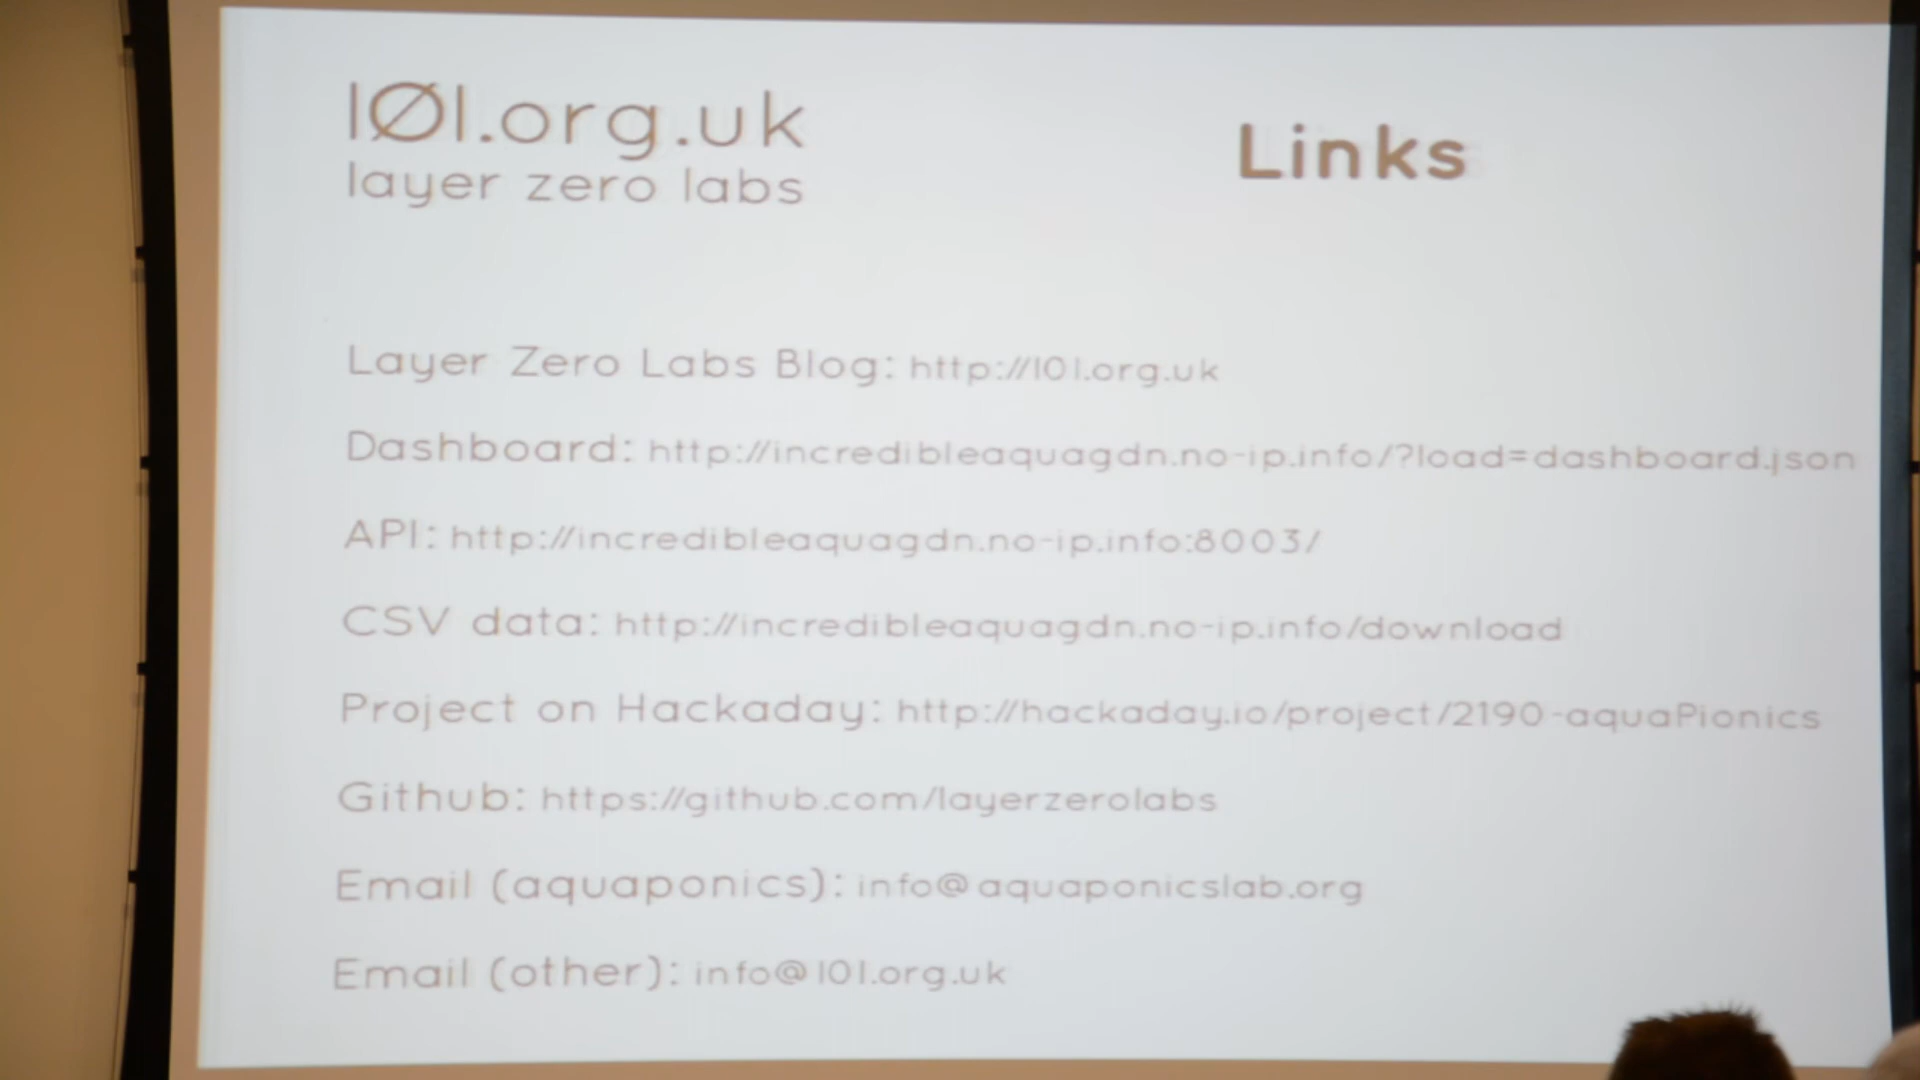 l0l.org.uk
layer zero labs
Links
Layer Zero Labs Blog: http://l0l.org.uk
Dashboard: http://incredibleaquagdn.no-ip.info/?load=dashboard.json
API: http://incredibleaquagdn.no-ip.info:8003/
CSV data: http://incredibleaquagdn.no-ip.info/download
Project on Hackaday: http://hackaday.io/project/2190-aquaPionics
Github: https://github.com/layerzerolabs
Email (aquaponics): info@aquaponicslab.org
Email (other): info@l0l.org.uk